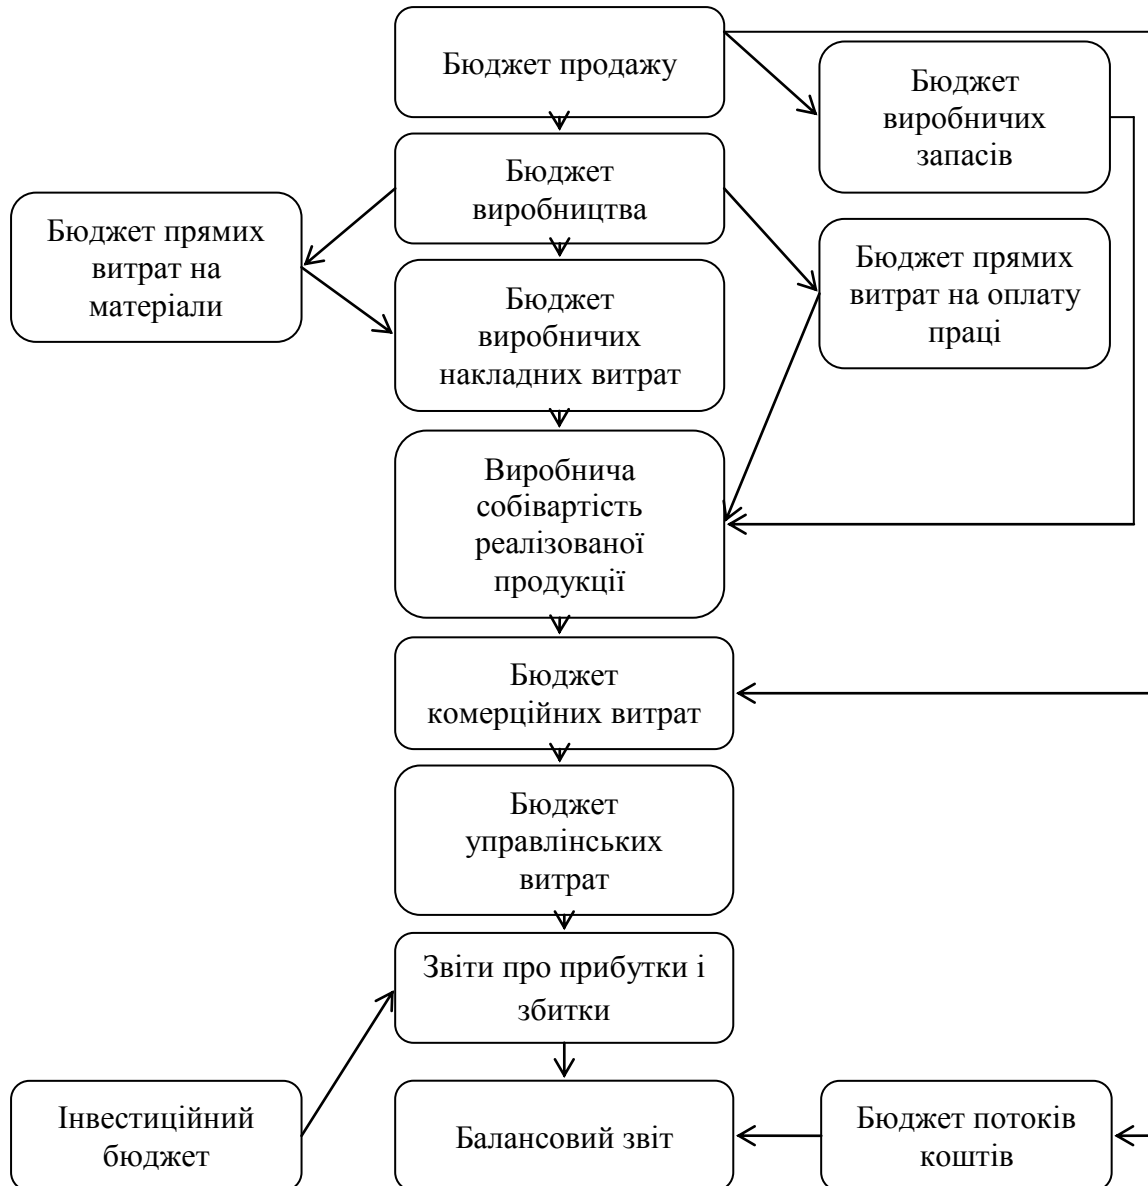 Бюджет продажу
Бюджет
виробничих
запасів
Бюджет
виробництва
Бюджет прямих
витрат на
матеріали
Бюджет прямих
витрат на оплату
праці
Бюджет
виробничих
накладних витрат
Виробнича
собівартість
реалізованої
продукції
Бюджет
комерційних витрат
Бюджет
управлінських
витрат
Звіти про прибутки і
збитки
Інвестиційний
бюджет
Балансовий звіт
Бюджет потоків
коштів